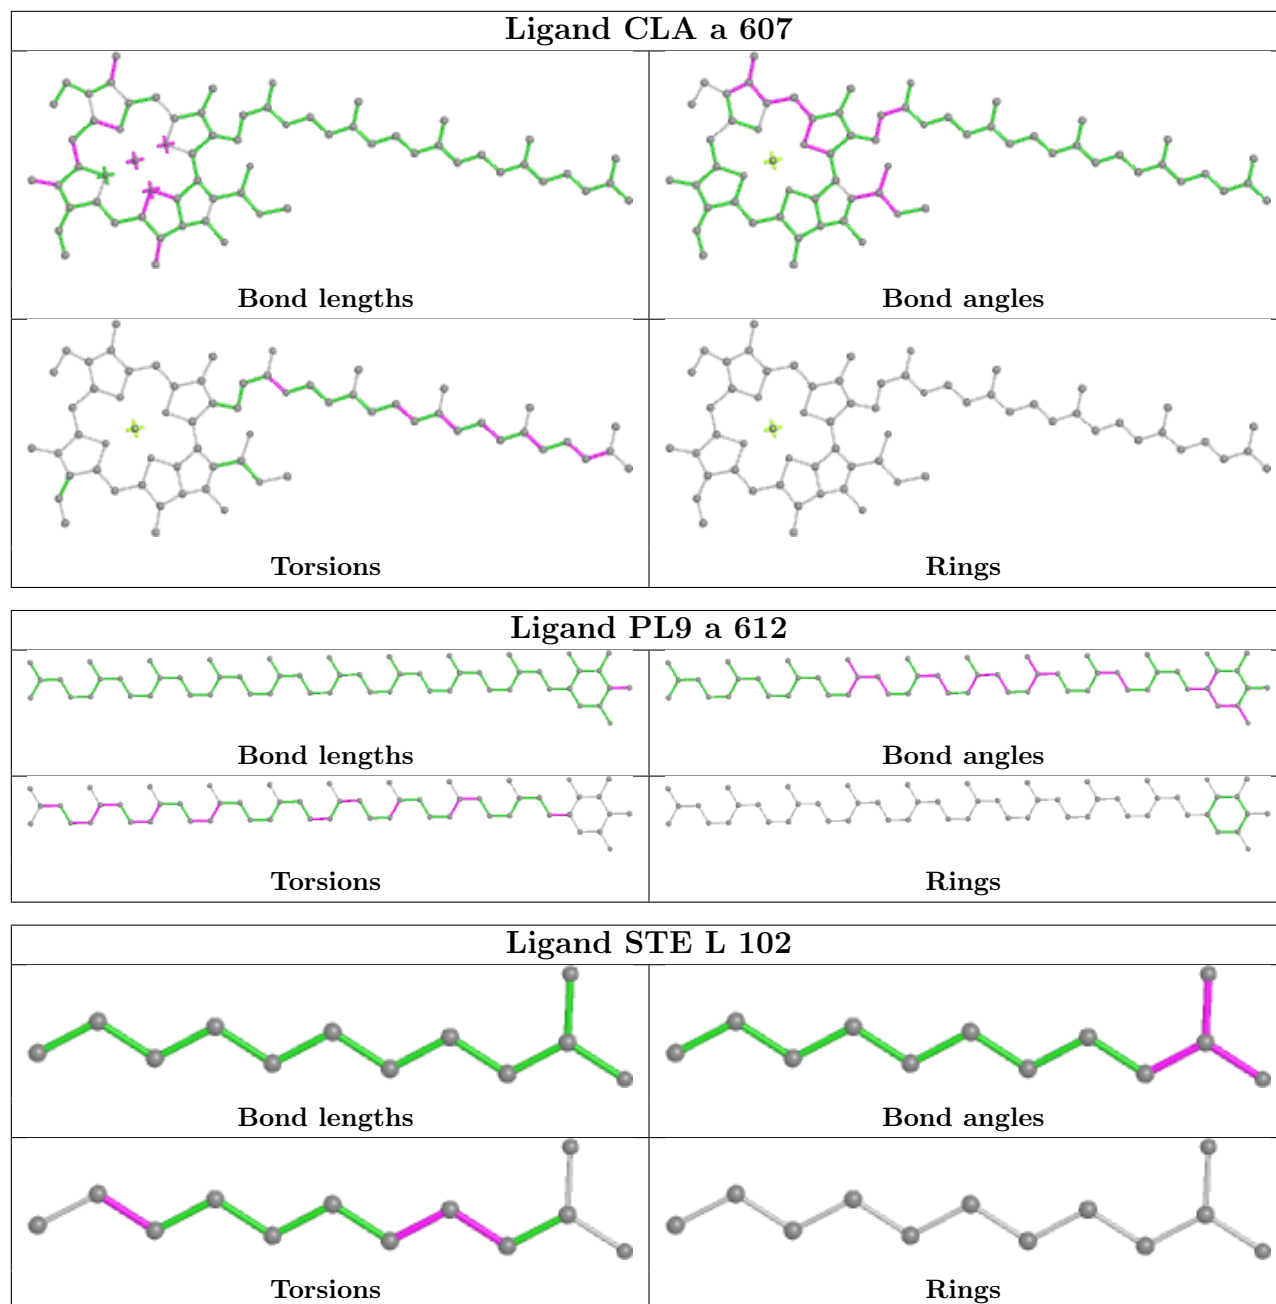 Ligand CLA a 607
Bond lengths
Bond angles
Torsions
Rings
Ligand PL9 a 612
Bond lengths
Bond angles
Torsions
Rings
Ligand STE L 102
Bond lengths
Bond angles
Torsions
Rings